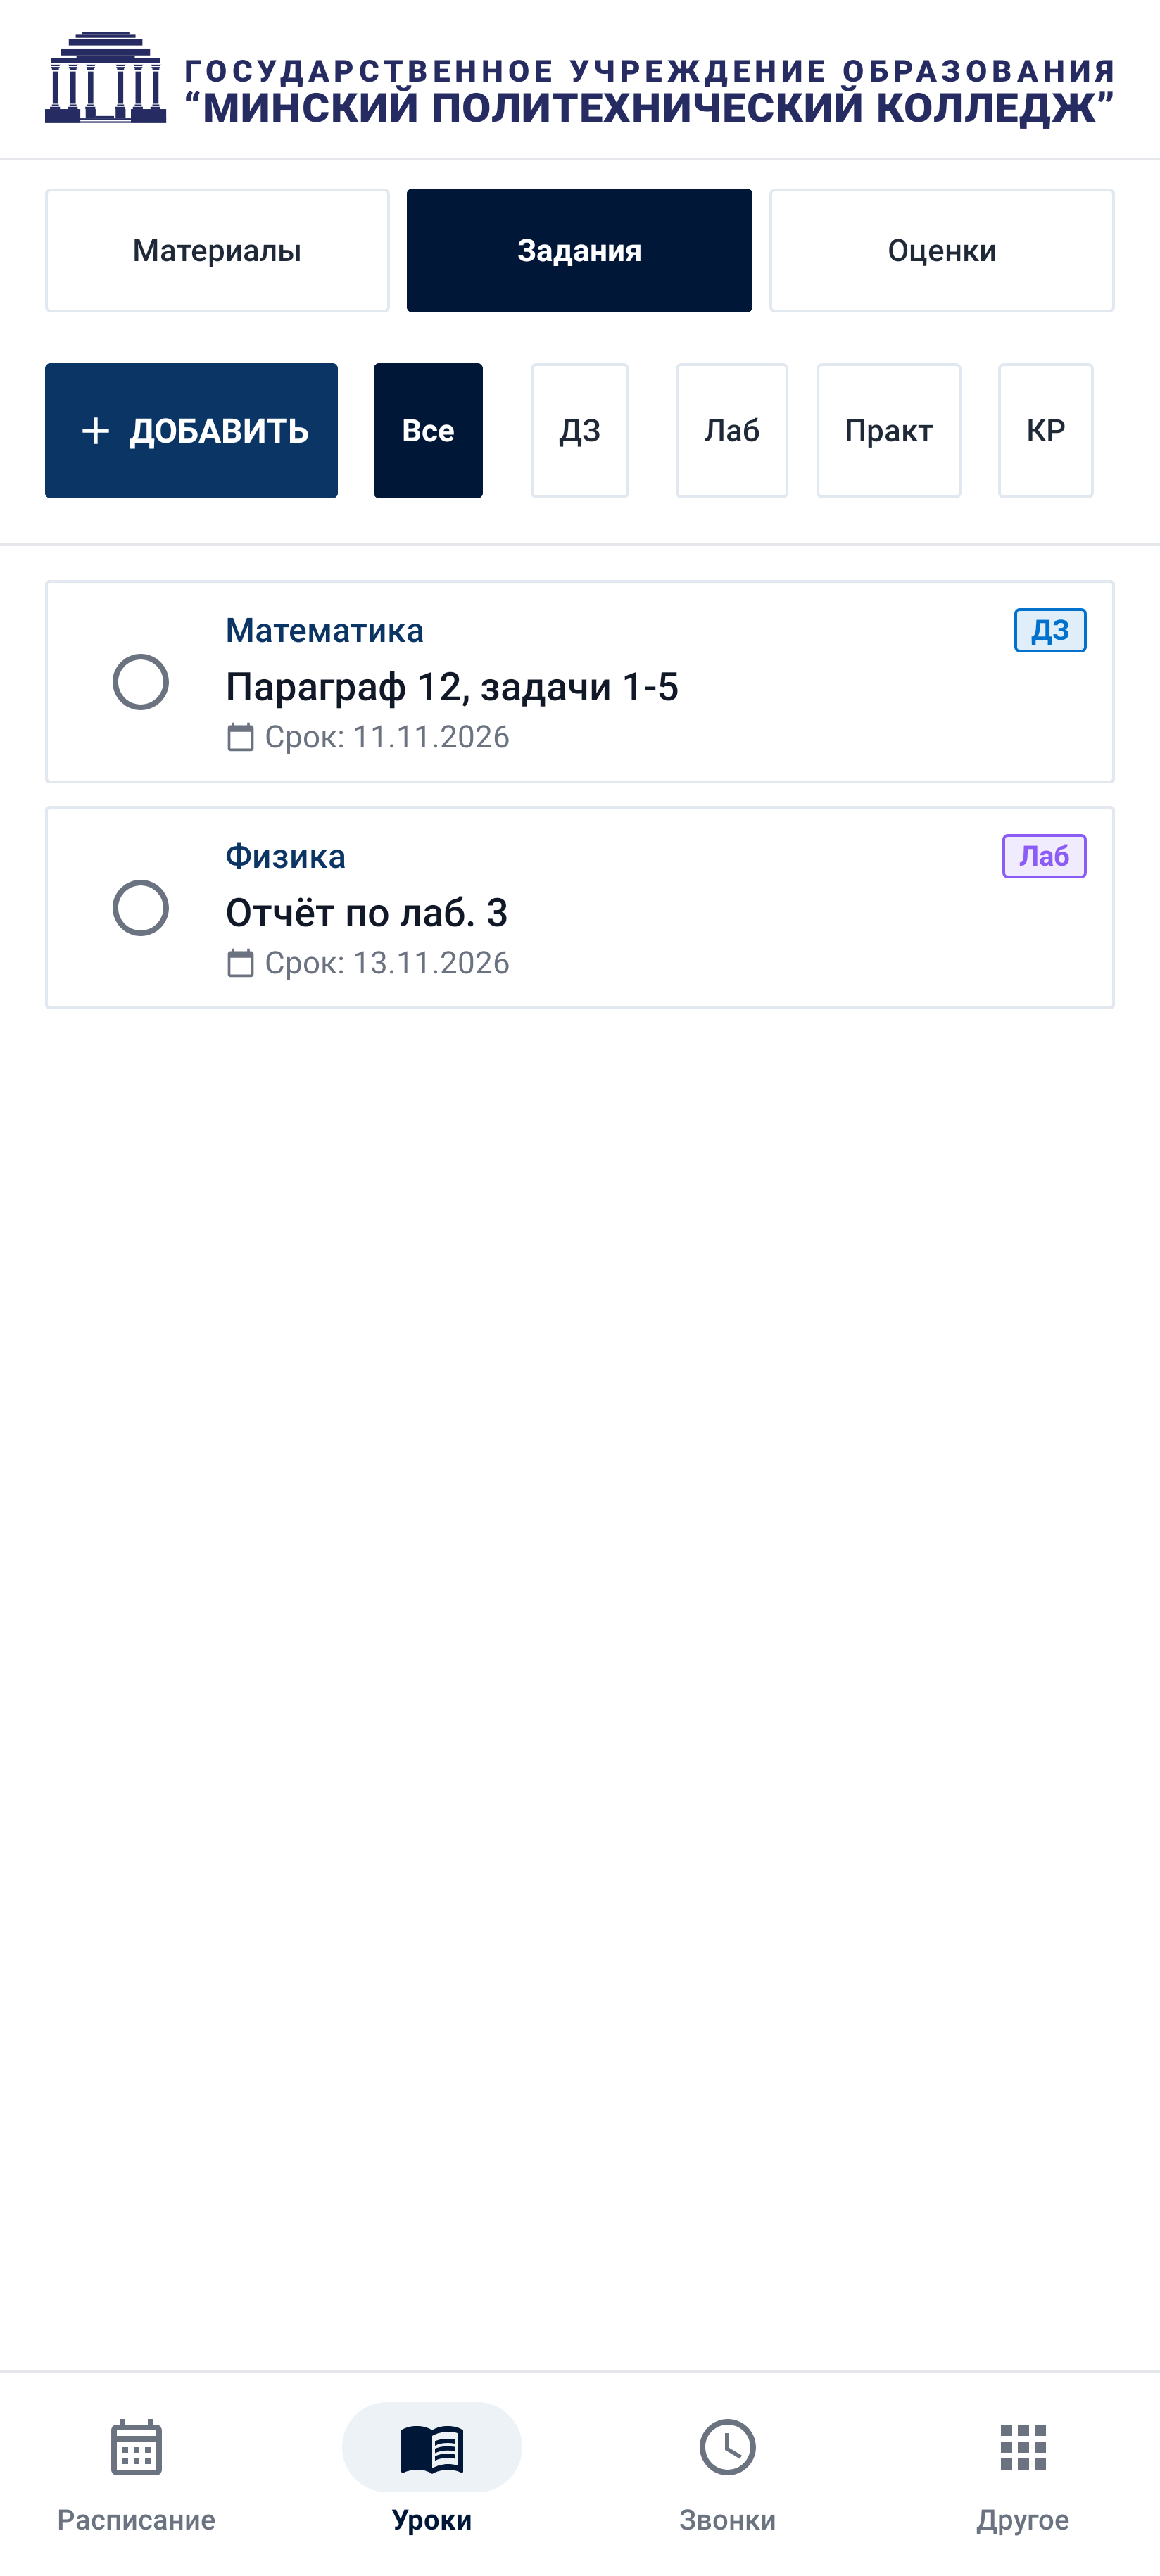 ГОСУДАРСТВЕННОЕ УЧРЕЖДЕНИЕ ОБРАЗОВАНИЯ
“МИНСКИЙ ПОЛИТЕХНИЧЕСКИЙ КОЛЛЕДЖ”
Материалы
Задания
Оценки
+ ДОБАВИТЬ
Все
ДЗ
Лаб
Практ
КР
Математика
ДЗ
Параграф 12, задачи 1-5
Срок: 11.11.2026
Физика
Лаб
Отчёт по лаб. 3
Срок: 13.11.2026
Расписание
Уроки
Звонки
Другое